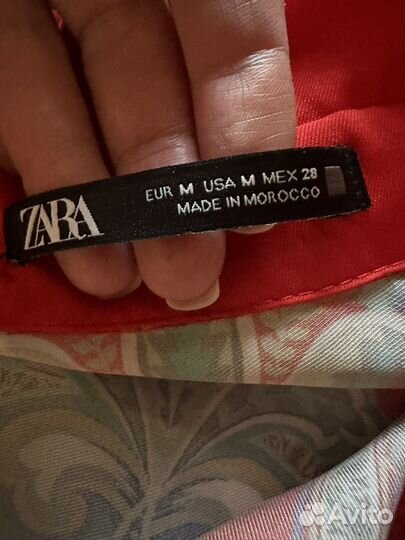 ZARA
EUR M USA M MEX 28
MADE IN MOROCCO
Avito